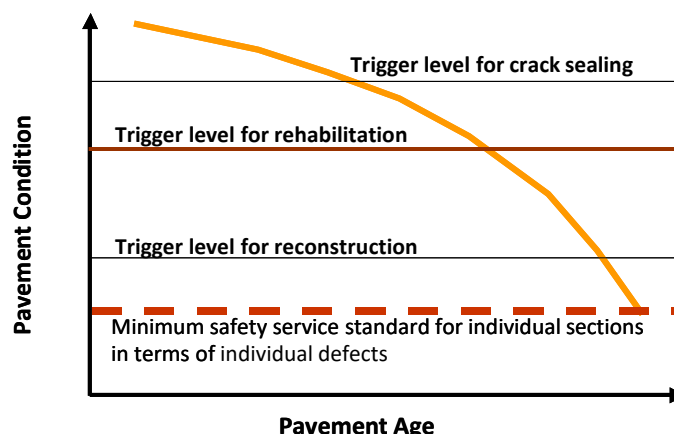 Trigger level for crack sealing
Trigger level for rehabilitation
Pavement Condition
Trigger level for reconstruction
Minimum safety service standard for individual sections
in terms of individual defects
Pavement Age